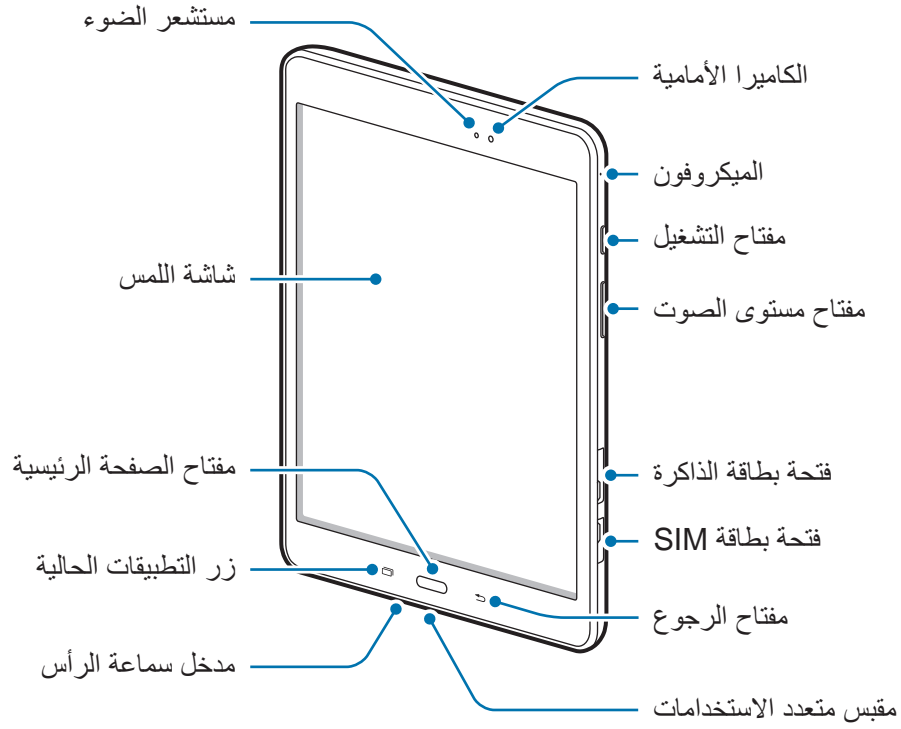 مستشعر الضوء
الكاميرا الأمامية
الميكروفون
مفتاح التشغيل
شاشة اللمس
مفتاح مستوى الصوت
مفتاح الصفحة الرئيسية
فتحة بطاقة الذاكرة
فتحة بطاقة SIM
زر التطبيقات الحالية
مفتاح الرجوع
مدخل سماعة الرأس
مقبس متعدد الاستخدامات